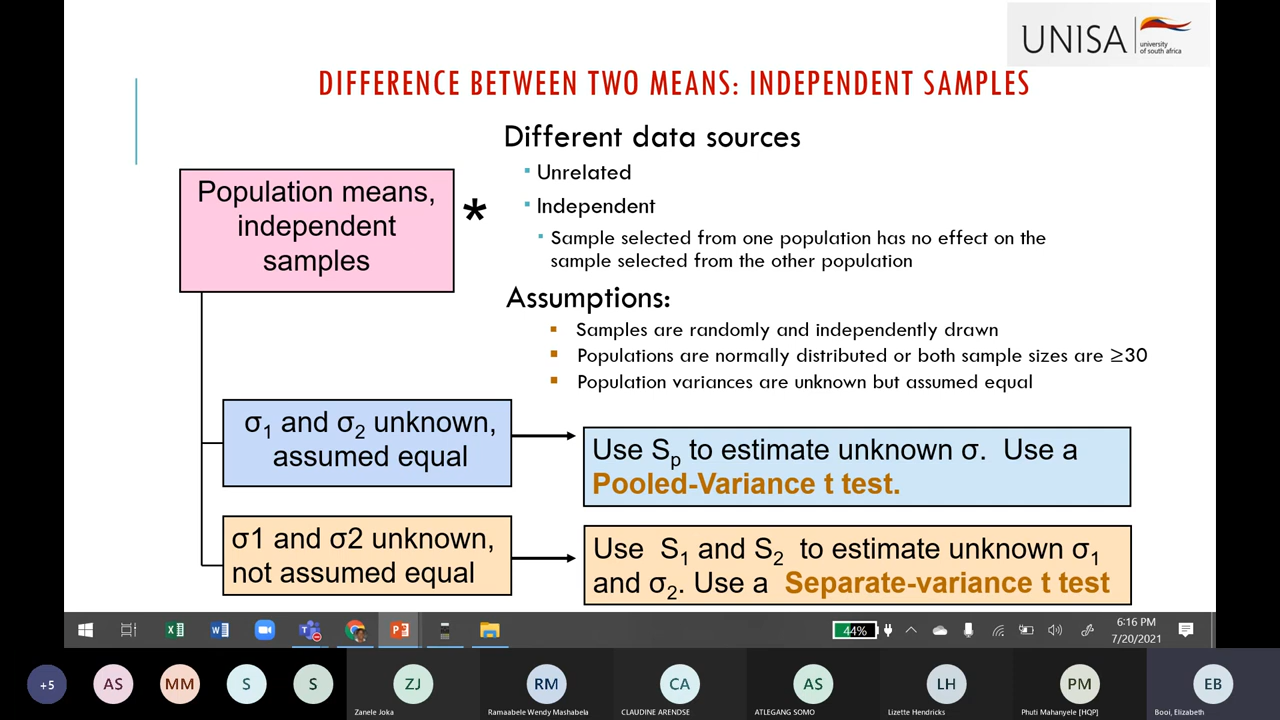 UNISA
university
of south africa
DIFFERENCE BETWEEN TWO MEANS: INDEPENDENT SAMPLES
Different data sources
Unrelated
Independent
Sample selected from one population has no effect on the
sample selected from the other population
Population means,
independent
samples
*
Assumptions:
Samples are randomly and independently drawn
Populations are normally distributed or both sample sizes are ≥30
Population variances are unknown but assumed equal
σ1 and σ2 unknown,
assumed equal
Use Sp to estimate unknown σ. Use a
Pooled-Variance t test.
σ1 and σ2 unknown,
not assumed equal
Use S1 and S2 to estimate unknown σ1
and σ2. Use a Separate-variance t test
44%
6:16 PM
7/20/2021
+5
AS
MM
S
S
ZJ
RM
CA
AS
LH
PM
EB
Zanele Joka
Ramaabele Wendy Mashabela
CLAUDINE ARENDSE
ATLEGANG SOMO
Lizette Hendricks
Phuti Mahanyele [HQP]
Booi, Elizabeth